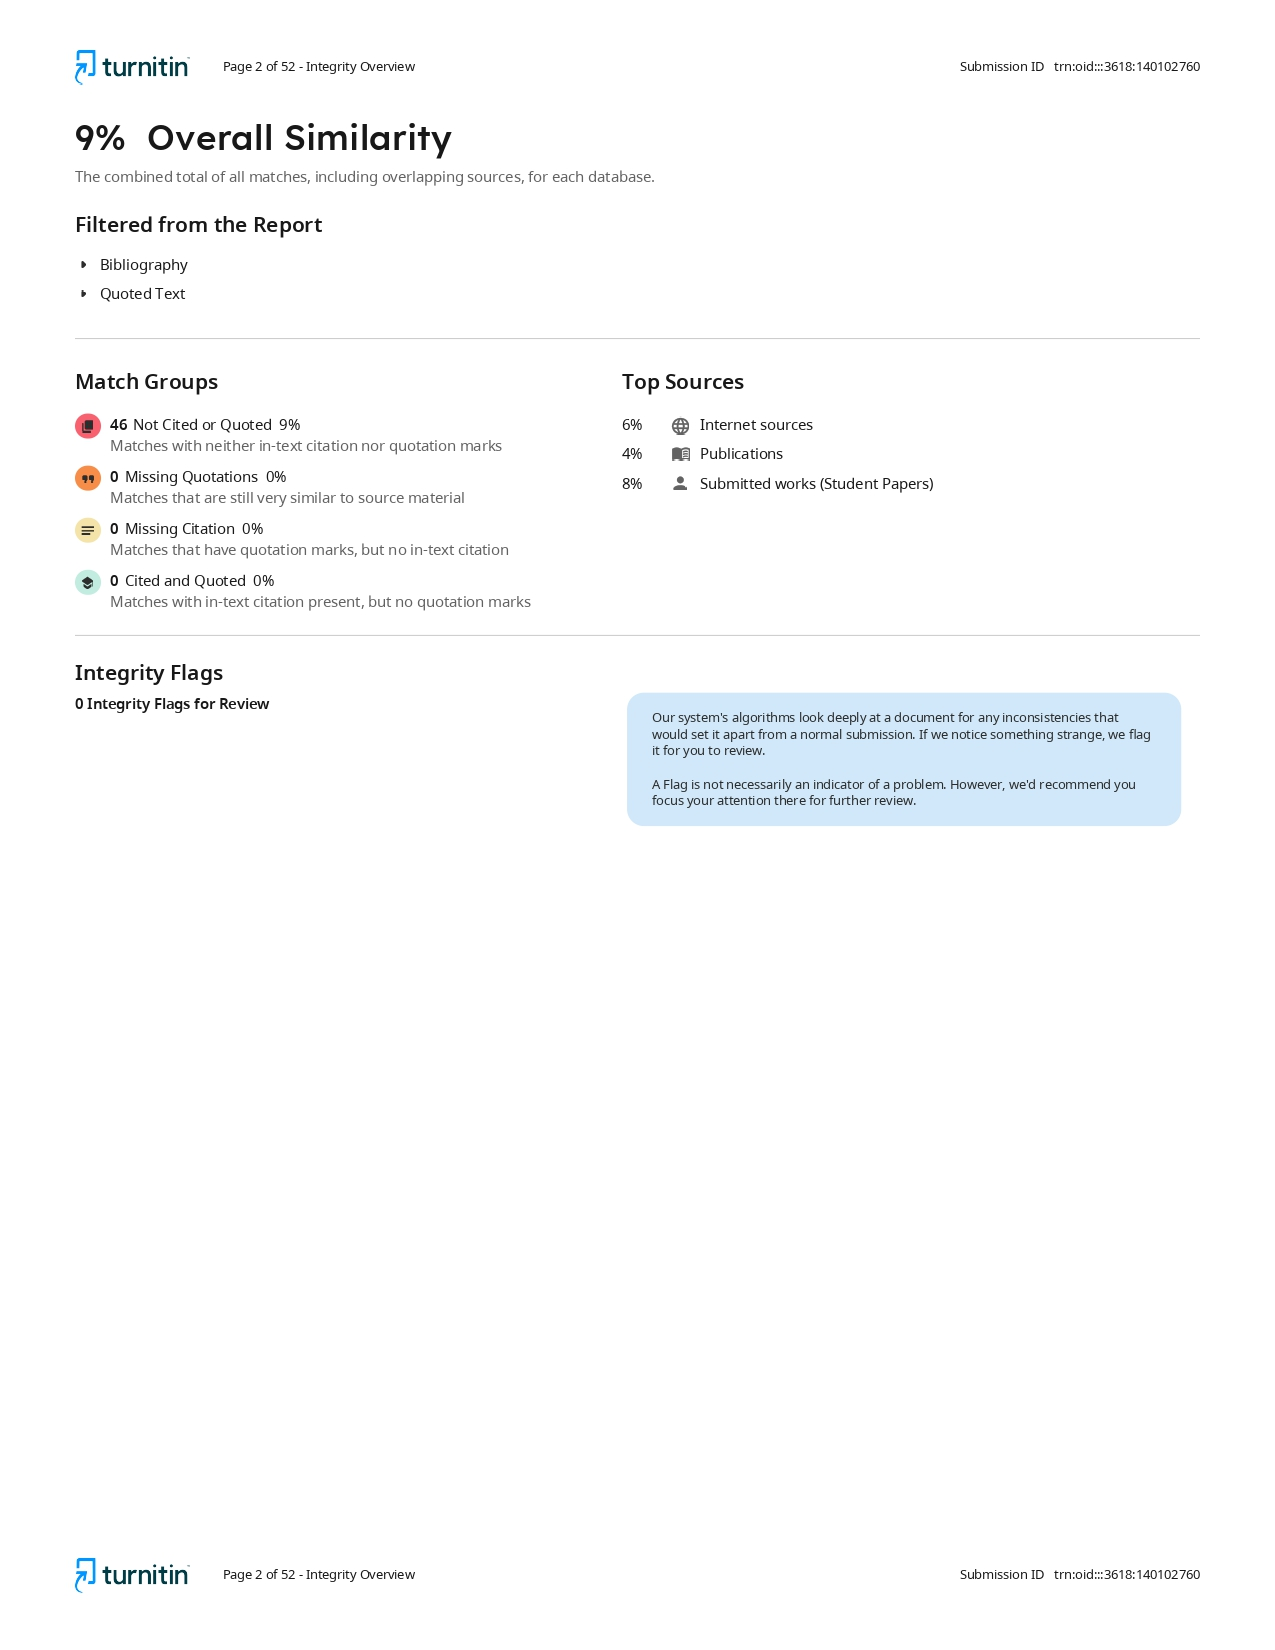 turnitin Page 2 of 52 - Integrity Overview Submission ID trn:oid:::3618:140102760
9% Overall Similarity
The combined total of all matches, including overlapping sources, for each database.
Filtered from the Report
Bibliography
Quoted Text
Match Groups
46 Not Cited or Quoted 9%
Matches with neither in-text citation nor quotation marks
0 Missing Quotations 0%
Matches that are still very similar to source material
0 Missing Citation 0%
Matches that have quotation marks, but no in-text citation
0 Cited and Quoted 0%
Matches with in-text citation present, but no quotation marks
Top Sources
6% Internet sources
4% Publications
8% Submitted works (Student Papers)
Integrity Flags
0 Integrity Flags for Review
Our system's algorithms look deeply at a document for any inconsistencies that
would set it apart from a normal submission. If we notice something strange, we flag
it for you to review.
A Flag is not necessarily an indicator of a problem. However, we'd recommend you
focus your attention there for further review.
turnitin Page 2 of 52 - Integrity Overview Submission ID trn:oid:::3618:140102760